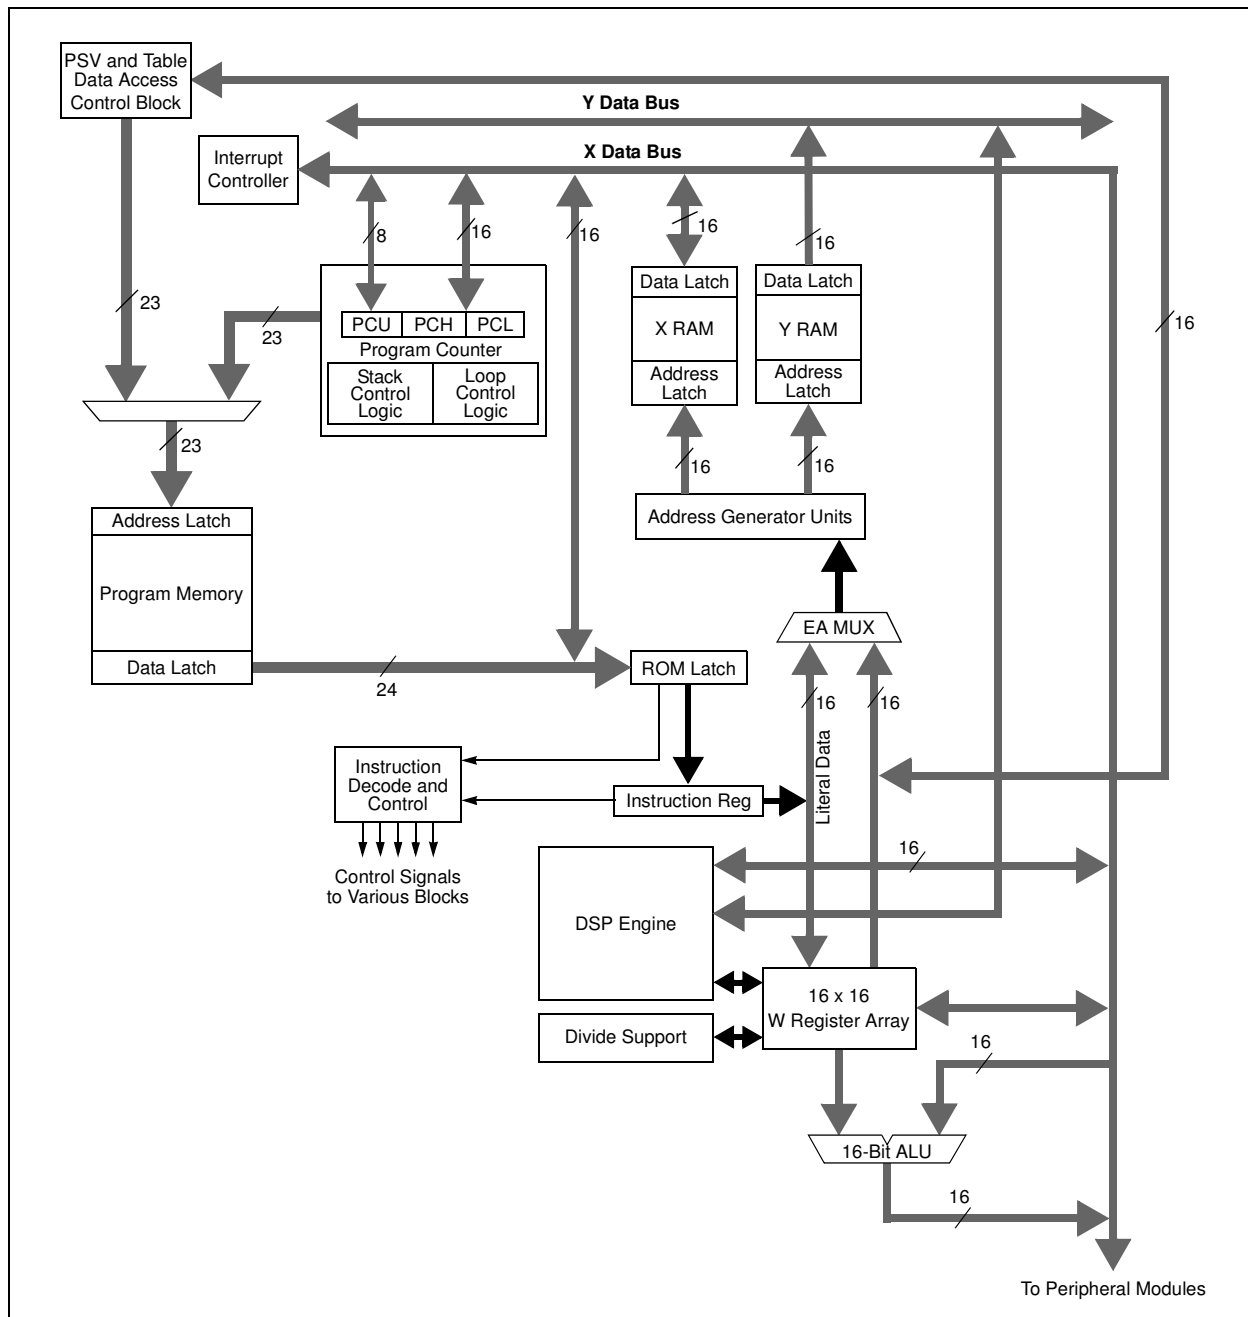 PSV and Table
Data Access
Control Block
Y Data Bus
X Data Bus
Interrupt
Controller
8
16
16
16
16
23
23
16
Data Latch
X RAM
Address
Latch
Data Latch
Y RAM
Address
Latch
PCU
PCH
PCL
Program Counter
Stack
Control
Logic
Loop
Control
Logic
23
16
16
Address Latch
Program Memory
Data Latch
Address Generator Units
EA MUX
24
ROM Latch
16
16
Literal Data
Instruction
Decode and
Control
Instruction Reg
Control Signals
to Various Blocks
16
DSP Engine
16 x 16
W Register Array
Divide Support
16
16-Bit ALU
16
To Peripheral Modules